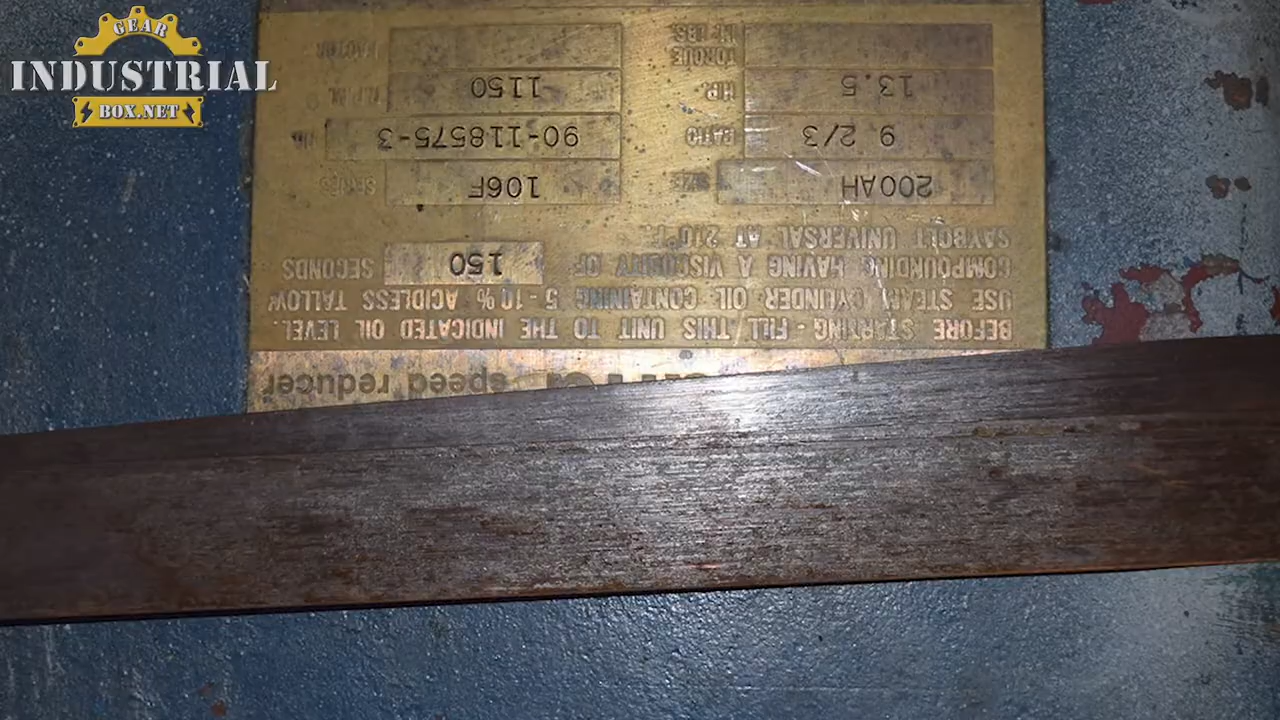 GEAR
INDUSTRIAL
BOX.NET
speed reducer
BEFORE STARTING - FILL THIS UNIT TO THE INDICATED OIL LEVEL.
USE STEAM CYLINDER OIL CONTAINING 5 - 10 % ACIDLESS TALLOW
COMPOUNDING HAVING A VISCOSITY OF 150 SECONDS
SAYBOLT UNIVERSAL AT 210°F.
200AH SIZE 106F SERIES
9 2/3 RATIO 90-118575-3 NO.
13.5 HP. 1150 R.P.M.
TORQUE FACTOR
IN. LBS.